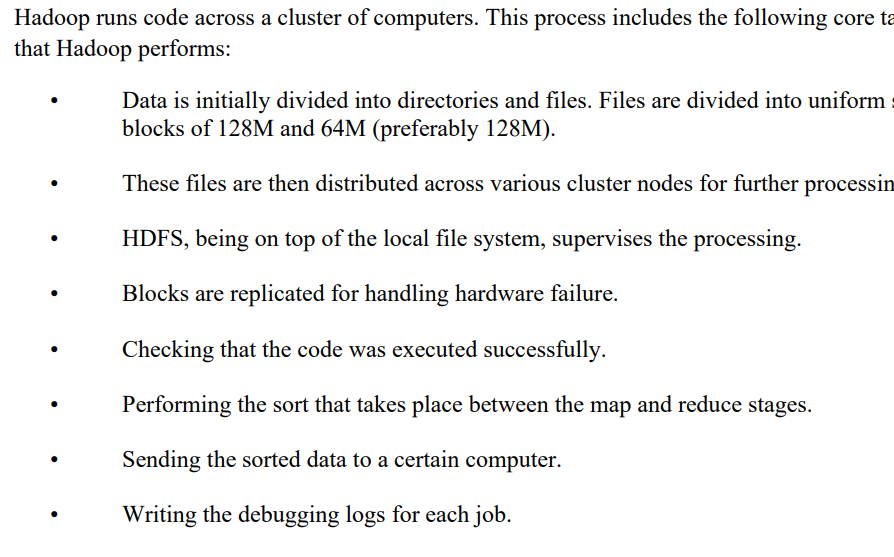 Hadoop runs code across a cluster of computers. This process includes the following core
that Hadoop performs:
• Data is initially divided into directories and files. Files are divided into uniform
blocks of 128M and 64M (preferably 128M).
• These files are then distributed across various cluster nodes for further
• HDFS, being on top of the local file system, supervises the processing.
• Blocks are replicated for handling hardware failure.
• Checking that the code was executed successfully.
• Performing the sort that takes place between the map and reduce stages.
• Sending the sorted data to a certain computer.
• Writing the debugging logs for each job.